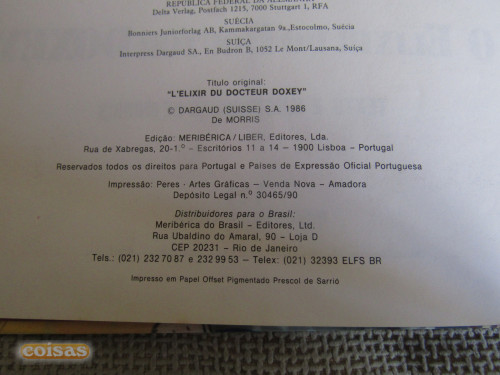 REPÚBLICA FEDERAL DA ALEMANHA
Delta Verlag, Postfach 1215, 7000 Stuttgart 1, RFA
SUÉCIA
Bonniers Juniorforlag AB, Kammakargatan 9a, Estocolmo, Suécia
SUÍÇA
Interpress Dargaud SA., En Budron B, 1052 Le Mont/Lausana, Suíça
Título original:
"L'ELIXIR DU DOCTEUR DOXEY"
© DARGAUD (SUISSE) S.A. 1986
De MORRIS
Edição: MERIBÉRICA/LIBER, Editores, Lda.
Rua de Xabregas, 20-1.º - Escritórios 11 a 14 - 1900 Lisboa - Portugal
Reservados todos os direitos para Portugal e Países de Expressão Oficial Portuguesa
Impressão: Peres - Artes Gráficas - Venda Nova - Amadora
Depósito Legal n.º 30465/90
Distribuidores para o Brasil:
Meribérica do Brasil - Editores, Ltd.
Rua Ubaldino do Amaral, 90 - Loja D
CEP 20231 - Rio de Janeiro
Tels.: (021) 232 70 87 e 232 99 53 - Telex: (021) 32393 ELFS BR
Impresso em Papel Offset Pigmentado Prescol de Sarrió
coisas